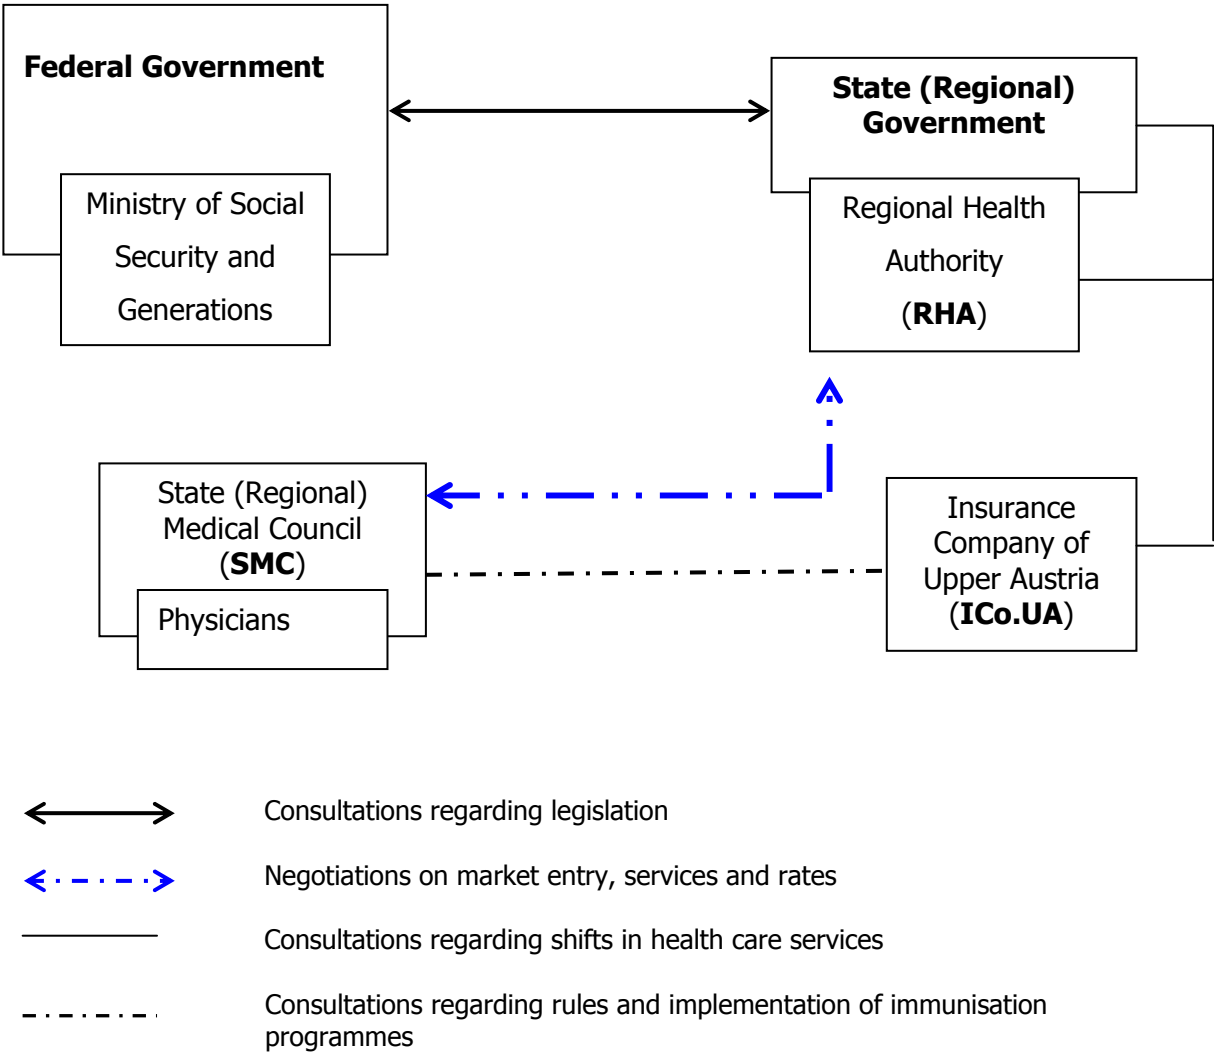 Federal Government
State (Regional)
Government
Ministry of Social
Security and
Generations
Regional Health
Authority
(RHA)
State (Regional)
Medical Council
(SMC)
Physicians
Insurance
Company of
Upper Austria
(ICo.UA)
Consultations regarding legislation
Negotiations on market entry, services and rates
Consultations regarding shifts in health care services
Consultations regarding rules and implementation of immunisation
programmes